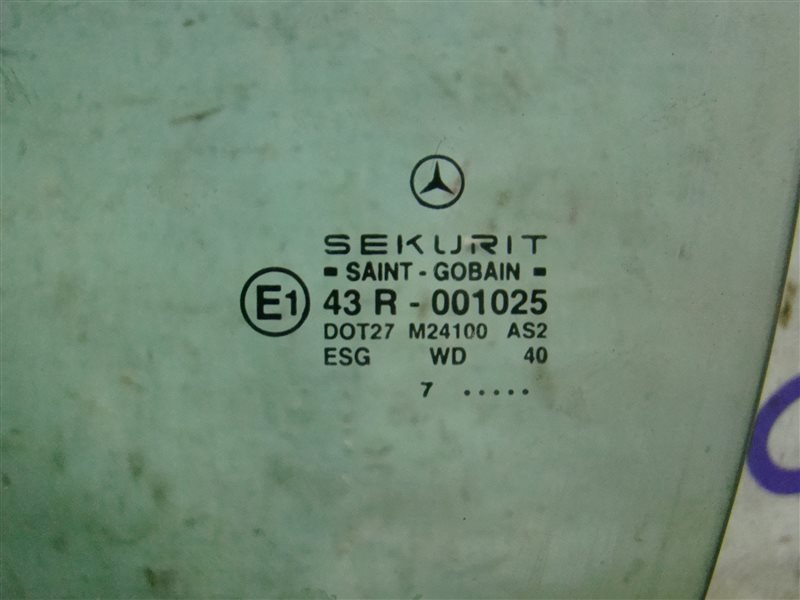 SEKURIT
SAINT - GOBAIN
E1 43 R - 001025
DOT27 M24100 AS2
ESG WD 40
7 .....